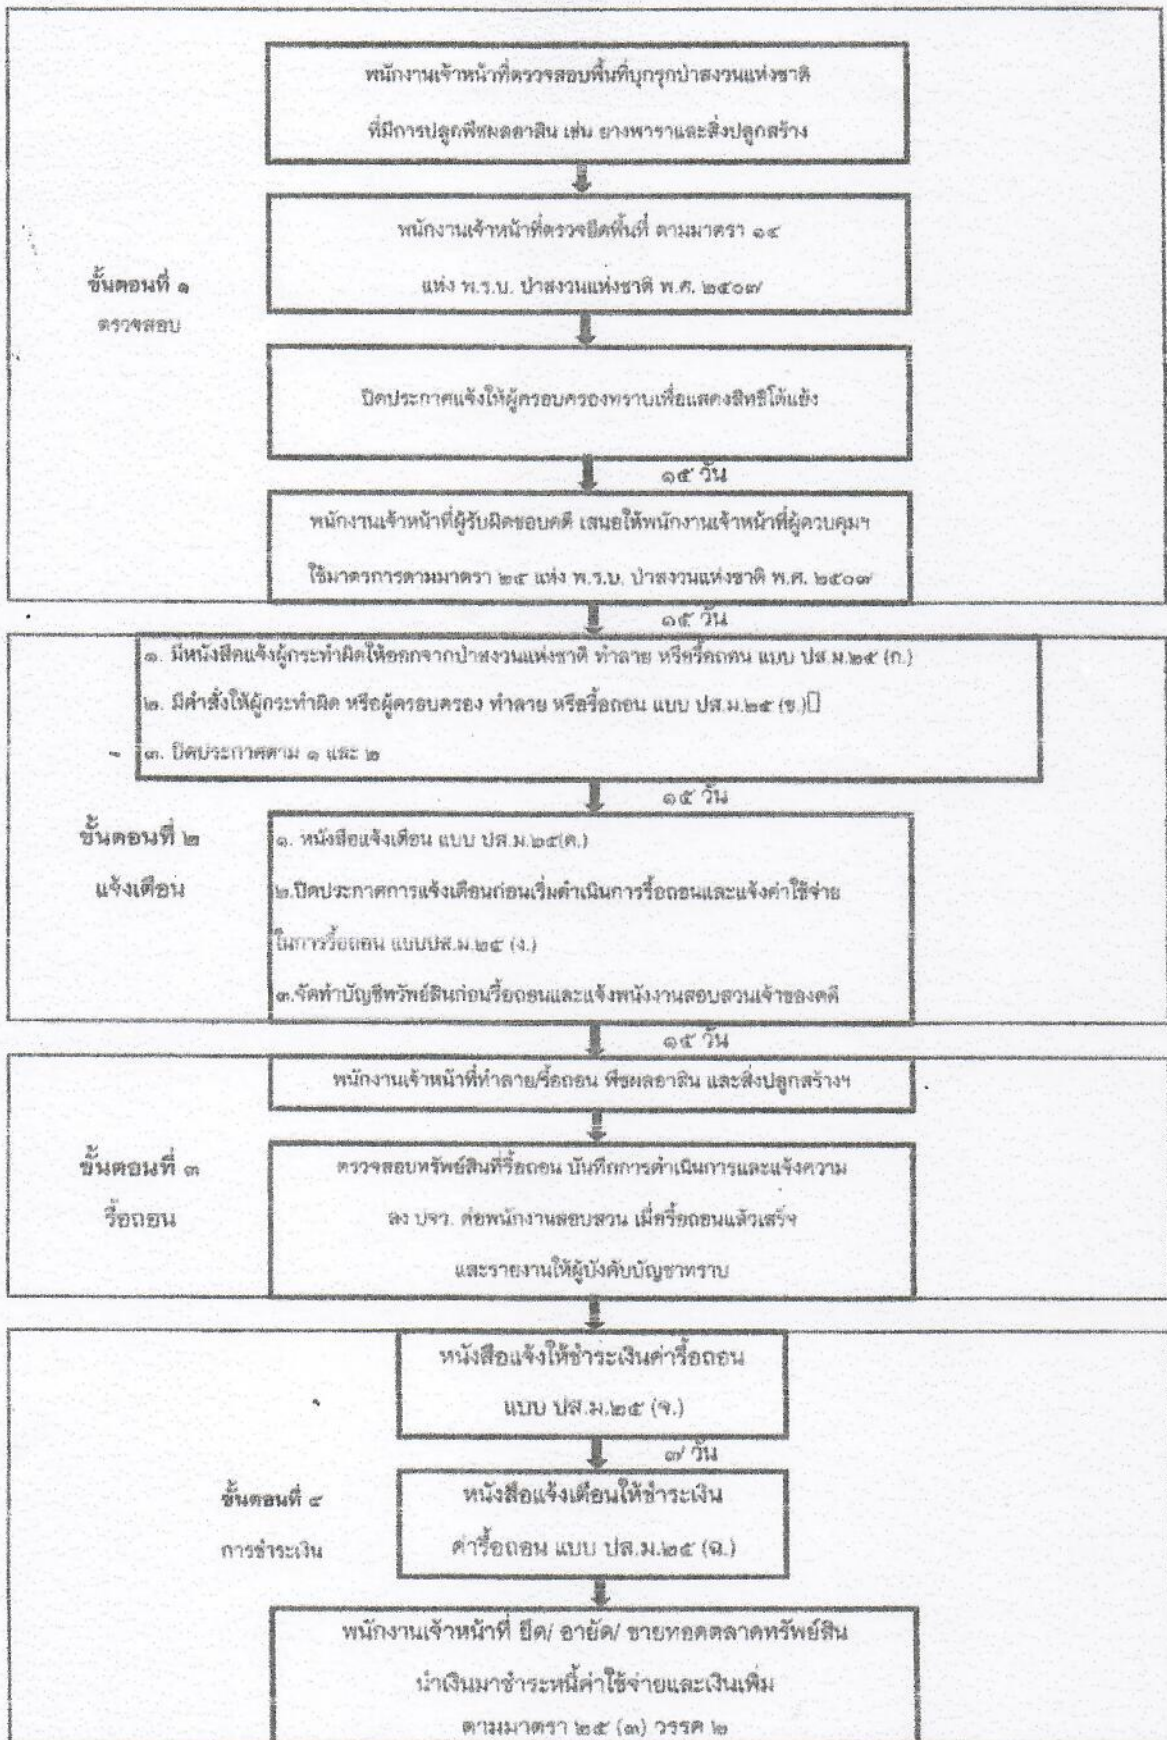 พนักงานเจ้าหน้าที่ตรวจสอบพื้นที่บุกรุกป่าสงวนแห่งชาติ
ที่มีการปลูกพืชผลอาสิน เช่น ยางพาราและสิ่งปลูกสร้าง
พนักงานเจ้าหน้าที่ตรวจยึดพื้นที่ ตามมาตรา ๑๔
แห่ง พ.ร.บ. ป่าสงวนแห่งชาติ พ.ศ. ๒๕๐๗
ขั้นตอนที่ ๑
ตรวจสอบ
ปิดประกาศแจ้งให้ผู้ครอบครองทราบเพื่อแสดงสิทธิโต้แย้ง
๑๕ วัน
พนักงานเจ้าหน้าที่ผู้รับผิดชอบคดี เสนอให้พนักงานเจ้าหน้าที่ผู้ควบคุมฯ
ใช้มาตรการตามมาตรา ๒๕ แห่ง พ.ร.บ. ป่าสงวนแห่งชาติ พ.ศ. ๒๕๐๗
๑๕ วัน
๑. มีหนังสือแจ้งผู้กระทำผิดให้ออกจากป่าสงวนแห่งชาติ ทำลาย หรือรื้อถอน แบบ ปส.ม.๒๕ (ก.)
๒. มีคำสั่งให้ผู้กระทำผิด หรือผู้ครอบครอง ทำลาย หรือรื้อถอน แบบ ปส.ม.๒๕ (ข.)
๓. ปิดประกาศตาม ๑ และ ๒
๑๕ วัน
ขั้นตอนที่ ๒
แจ้งเตือน
๑. หนังสือแจ้งเตือน แบบ ปส.ม.๒๕(ค.)
๒.ปิดประกาศการแจ้งเตือนก่อนเริ่มดำเนินการรื้อถอนและแจ้งค่าใช้จ่าย
ในการรื้อถอน แบบปส.ม.๒๕ (ง.)
๓.จัดทำบัญชีทรัพย์สินก่อนรื้อถอนและแจ้งพนังงานสอบสวนเจ้าของคดี
๑๕ วัน
พนักงานเจ้าหน้าที่ทำลาย/รื้อถอน พืชผลอาสิน และสิ่งปลูกสร้างฯ
ขั้นตอนที่ ๓
รื้อถอน
ตรวจสอบทรัพย์สินที่รื้อถอน บันทึกการดำเนินการและแจ้งความ
ลง ปจว. ต่อพนักงานสอบสวน เมื่อรื้อถอนแล้วเสร็จ
และรายงานให้ผู้บังคับบัญชาทราบ
หนังสือแจ้งให้ชำระเงินค่ารื้อถอน
แบบ ปส.ม.๒๕ (จ.)
๗ วัน
ขั้นตอนที่ ๔
การชำระเงิน
หนังสือแจ้งเตือนให้ชำระเงิน
ค่ารื้อถอน แบบ ปส.ม.๒๕ (ฉ.)
พนักงานเจ้าหน้าที่ ยึด/ อายัด/ ขายทอดตลาดทรัพย์สิน
นำเงินมาชำระหนี้ค่าใช้จ่ายและเงินเพิ่ม
ตามมาตรา ๒๕ (๓) วรรค ๒